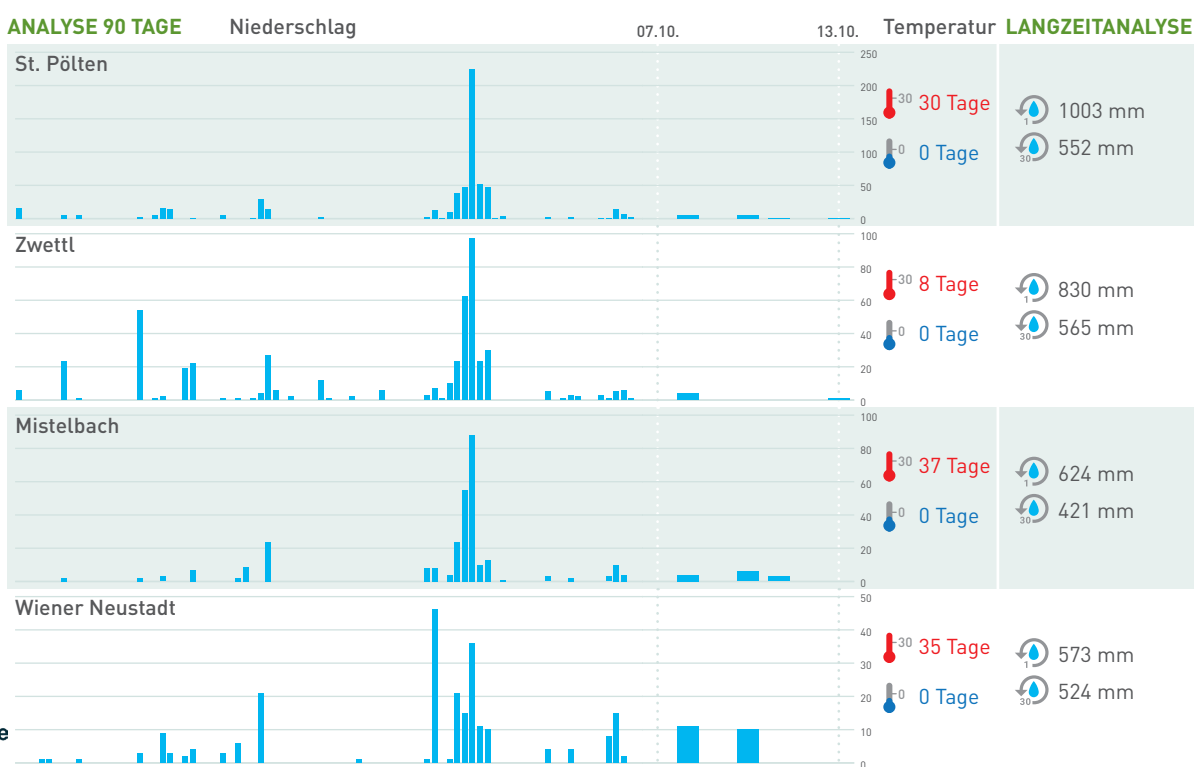 ANALYSE 90 TAGE Niederschlag 07.10. 13.10. Temperatur LANGZEITANALYSE
St. Pölten
250
200
150
100
50
0
30 30 Tage
0 0 Tage
1 1003 mm
30 552 mm
Zwettl
100
80
60
40
20
0
30 8 Tage
0 0 Tage
1 830 mm
30 565 mm
Mistelbach
100
80
60
40
20
0
30 37 Tage
0 0 Tage
1 624 mm
30 421 mm
Wiener Neustadt
50
40
30
20
10
0
30 35 Tage
0 0 Tage
1 573 mm
30 524 mm
e